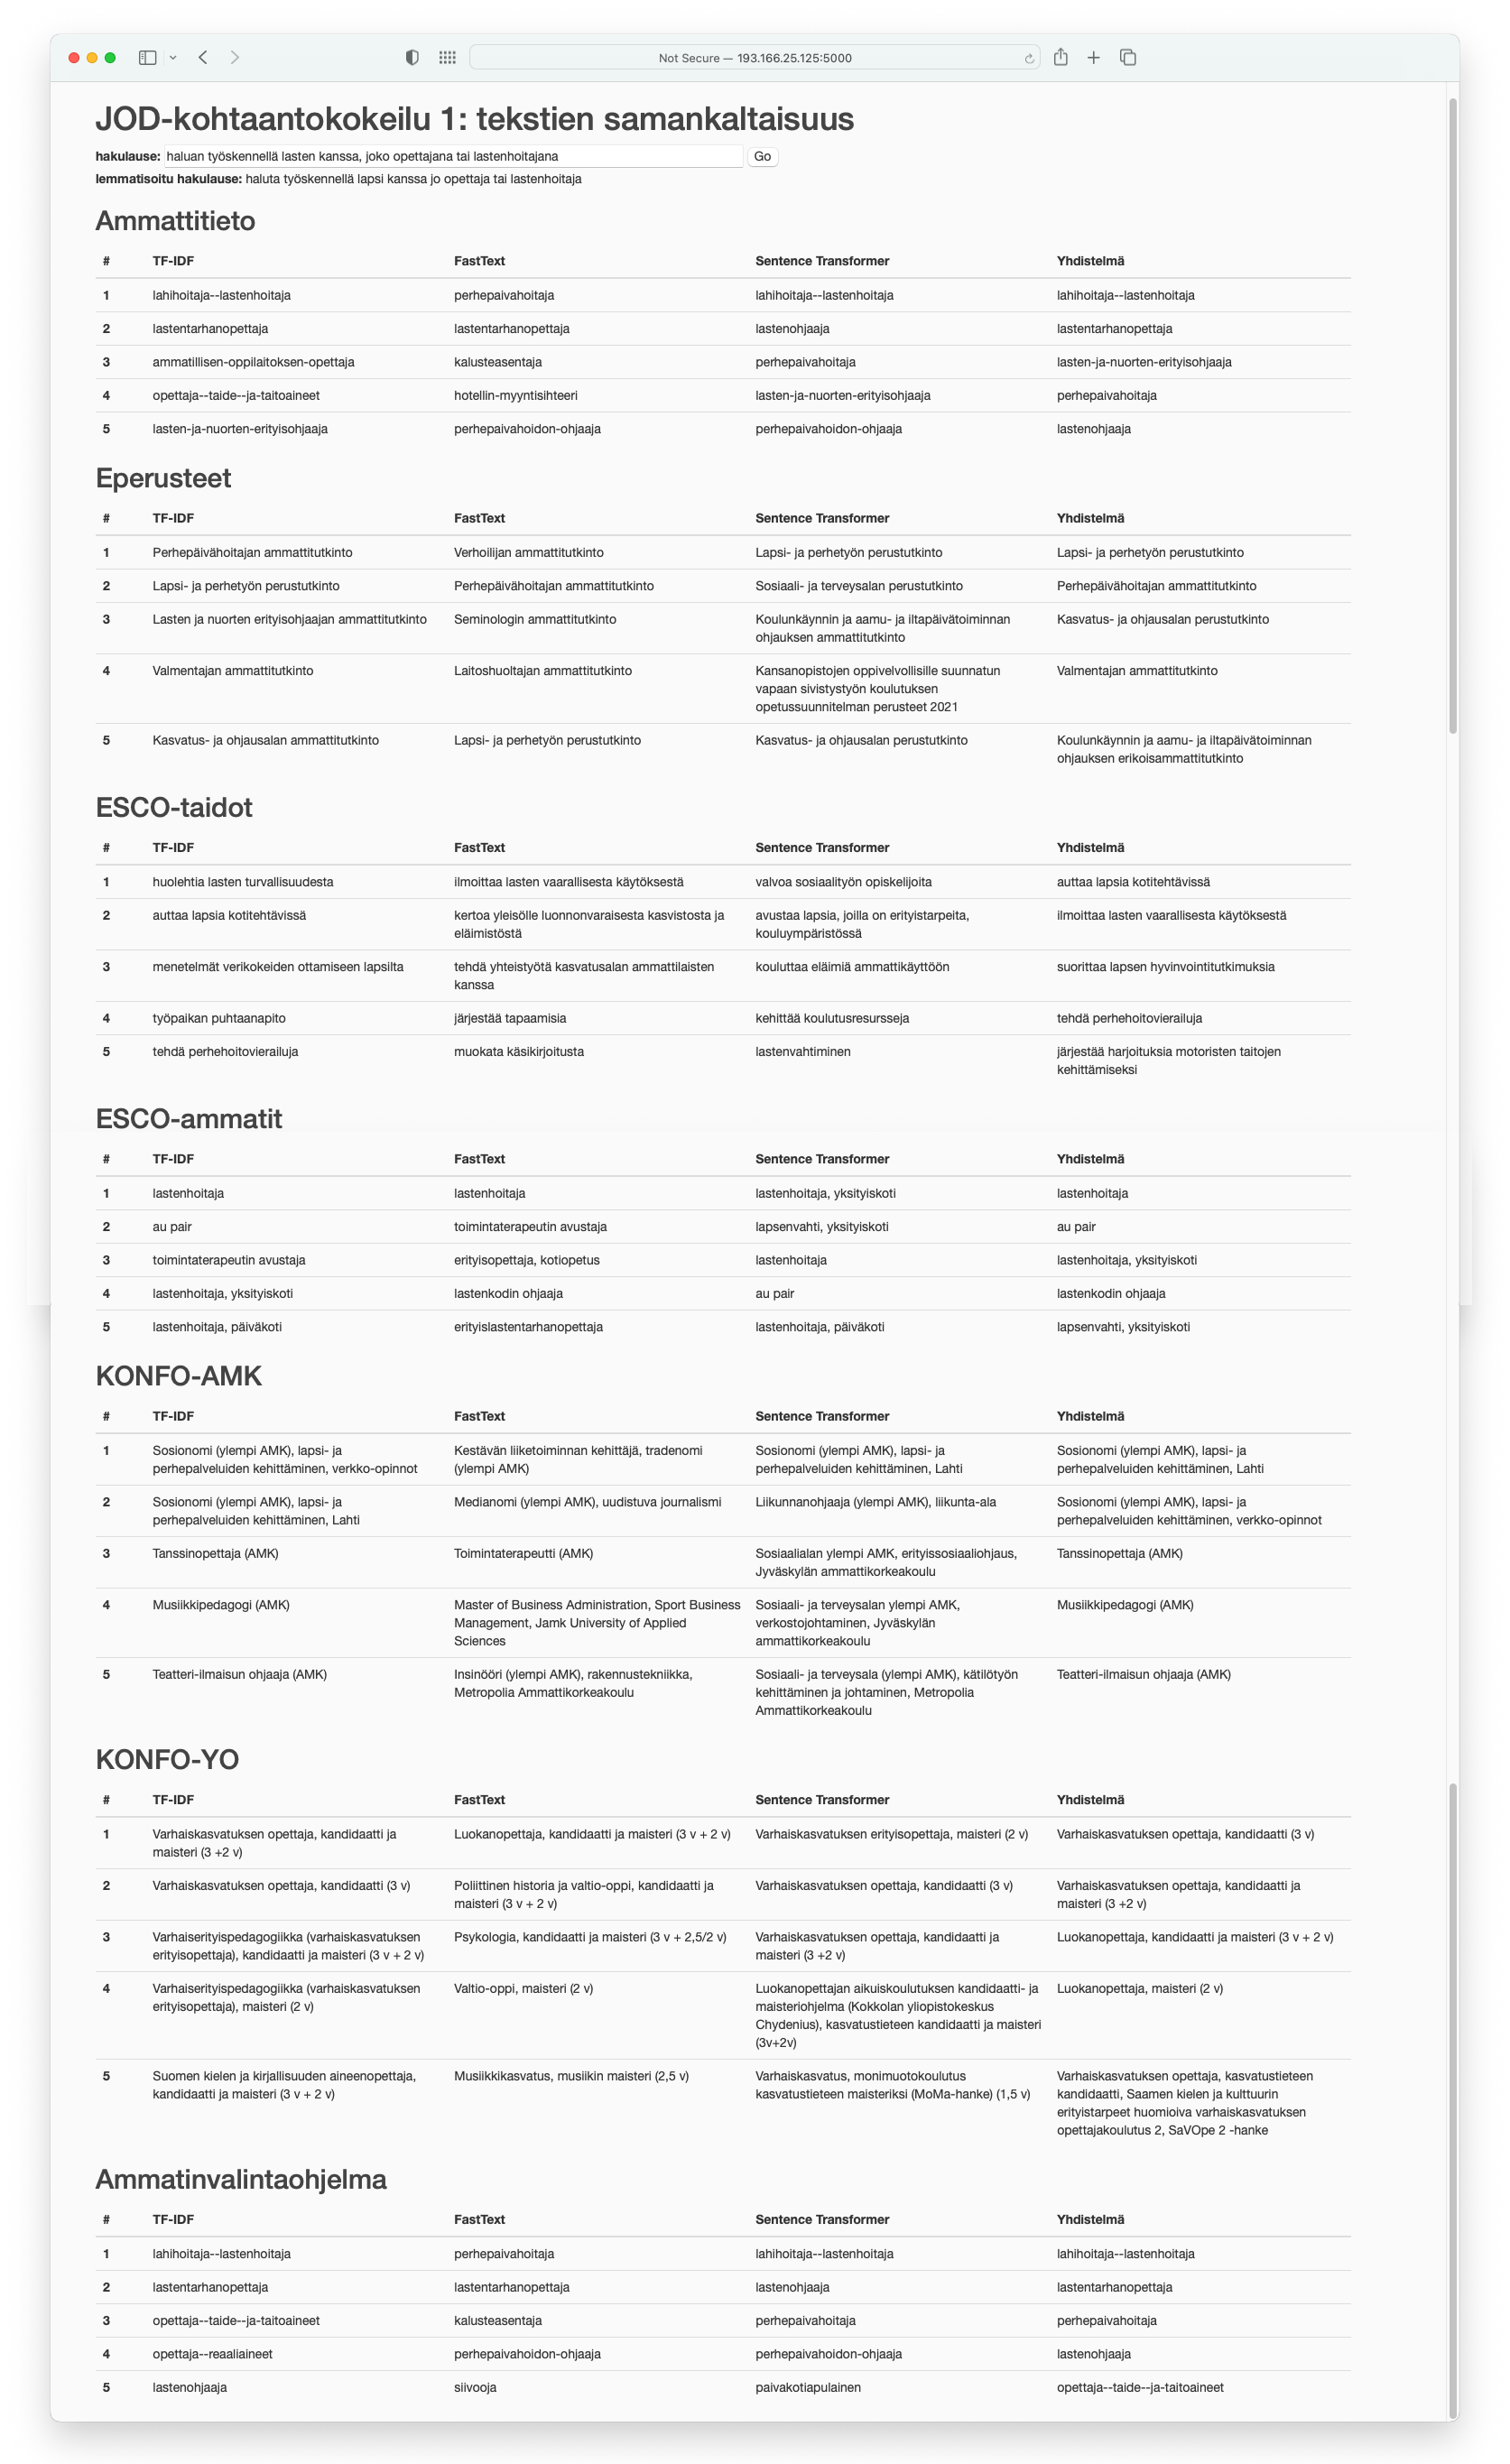 Not Secure — 193.166.25.125:5000
JOD-kohtaantokokeilu 1: tekstien samankaltaisuus
hakulause: haluan työskennellä lasten kanssa, joko opettajana tai lastenhoitajana Go
lemmatisoitu hakulause: haluta työskennellä lapsi kanssa jo opettaja tai lastenhoitaja
Ammattitieto
# TF-IDF FastText Sentence Transformer Yhdistelmä
1 lahihoitaja--lastenhoitaja perhepaivahoitaja lahihoitaja--lastenhoitaja lahihoitaja--lastenhoitaja
2 lastentarhanopettaja lastentarhanopettaja lastenohjaaja lastentarhanopettaja
3 ammatillisen-oppilaitoksen-opettaja kalusteasentaja perhepaivahoitaja lasten-ja-nuorten-erityisohjaaja
4 opettaja--taide--ja-taitoaineet hotellin-myyntisihteeri lasten-ja-nuorten-erityisohjaaja perhepaivahoitaja
5 lasten-ja-nuorten-erityisohjaaja perhepaivahoidon-ohjaaja perhepaivahoidon-ohjaaja lastenohjaaja
Eperusteet
# TF-IDF FastText Sentence Transformer Yhdistelmä
1 Perhepäivähoitajan ammattitutkinto Verhoilijan ammattitutkinto Lapsi- ja perhetyön perustutkinto Lapsi- ja perhetyön perustutkinto
2 Lapsi- ja perhetyön perustutkinto Perhepäivähoitajan ammattitutkinto Sosiaali- ja terveysalan perustutkinto Perhepäivähoitajan ammattitutkinto
3 Lasten ja nuorten erityisohjaajan ammattitutkinto Seminologin ammattitutkinto Koulunkäynnin ja aamu- ja iltapäivätoiminnan Kasvatus- ja ohjausalan perustutkinto
ohjauksen ammattitutkinto
4 Valmentajan ammattitutkinto Laitoshuoltajan ammattitutkinto Kansanopistojen oppivelvollisille suunnatun Valmentajan ammattitutkinto
vapaan sivistystyön koulutuksen
opetussuunnitelman perusteet 2021
5 Kasvatus- ja ohjausalan ammattitutkinto Lapsi- ja perhetyön perustutkinto Kasvatus- ja ohjausalan perustutkinto Koulunkäynnin ja aamu- ja iltapäivätoiminnan
ohjauksen erikoisammattitutkinto
ESCO-taidot
# TF-IDF FastText Sentence Transformer Yhdistelmä
1 huolehtia lasten turvallisuudesta ilmoittaa lasten vaarallisesta käytöksestä valvoa sosiaalityön opiskelijoita auttaa lapsia kotitehtävissä
2 auttaa lapsia kotitehtävissä kertoa yleisölle luonnonvaraisesta kasvistosta ja avustaa lapsia, joilla on erityistarpeita, ilmoittaa lasten vaarallisesta käytöksestä
eläimistöstä kouluympäristössä
3 menetelmät verikokeiden ottamiseen lapsilta tehdä yhteistyötä kasvatusalan ammattilaisten kouluttaa eläimiä ammattikäyttöön suorittaa lapsen hyvinvointitutkimuksia
kanssa
4 työpaikan puhtaanapito järjestää tapaamisia kehittää koulutusresursseja tehdä perhehoitovierailuja
5 tehdä perhehoitovierailuja muokata käsikirjoitusta lastenvahtiminen järjestää harjoituksia motoristen taitojen
kehittämiseksi
ESCO-ammatit
# TF-IDF FastText Sentence Transformer Yhdistelmä
1 lastenhoitaja lastenhoitaja lastenhoitaja, yksityiskoti lastenhoitaja
2 au pair toimintaterapeutin avustaja lapsenvahti, yksityiskoti au pair
3 toimintaterapeutin avustaja erityisopettaja, kotiopetus lastenhoitaja lastenhoitaja, yksityiskoti
4 lastenhoitaja, yksityiskoti lastenkodin ohjaaja au pair lastenkodin ohjaaja
5 lastenhoitaja, päiväkoti erityislastentarhanopettaja lastenhoitaja, päiväkoti lapsenvahti, yksityiskoti
KONFO-AMK
# TF-IDF FastText Sentence Transformer Yhdistelmä
1 Sosionomi (ylempi AMK), lapsi- ja Kestävän liiketoiminnan kehittäjä, tradenomi Sosionomi (ylempi AMK), lapsi- ja Sosionomi (ylempi AMK), lapsi- ja
perhepalveluiden kehittäminen, verkko-opinnot (ylempi AMK) perhepalveluiden kehittäminen, Lahti perhepalveluiden kehittäminen, Lahti
2 Sosionomi (ylempi AMK), lapsi- ja Medianomi (ylempi AMK), uudistuva journalismi Liikunnanohjaaja (ylempi AMK), liikunta-ala Sosionomi (ylempi AMK), lapsi- ja
perhepalveluiden kehittäminen, Lahti perhepalveluiden kehittäminen, verkko-opinnot
3 Tanssinopettaja (AMK) Toimintaterapeutti (AMK) Sosiaalialan ylempi AMK, erityissosiaaliohjaus, Tanssinopettaja (AMK)
Jyväskylän ammattikorkeakoulu
4 Musiikkipedagogi (AMK) Master of Business Administration, Sport Business Sosiaali- ja terveysalan ylempi AMK, Musiikkipedagogi (AMK)
Management, Jamk University of Applied verkostojohtaminen, Jyväskylän
Sciences ammattikorkeakoulu
5 Teatteri-ilmaisun ohjaaja (AMK) Insinööri (ylempi AMK), rakennustekniikka, Sosiaali- ja terveysala (ylempi AMK), kätilötyön Teatteri-ilmaisun ohjaaja (AMK)
Metropolia Ammattikorkeakoulu kehittäminen ja johtaminen, Metropolia
Ammattikorkeakoulu
KONFO-YO
# TF-IDF FastText Sentence Transformer Yhdistelmä
1 Varhaiskasvatuksen opettaja, kandidaatti ja Luokanopettaja, kandidaatti ja maisteri (3 v + 2 v) Varhaiskasvatuksen erityisopettaja, maisteri (2 v) Varhaiskasvatuksen opettaja, kandidaatti (3 v)
maisteri (3 +2 v)
2 Varhaiskasvatuksen opettaja, kandidaatti (3 v) Poliittinen historia ja valtio-oppi, kandidaatti ja Varhaiskasvatuksen opettaja, kandidaatti (3 v) Varhaiskasvatuksen opettaja, kandidaatti ja
maisteri (3 v + 2 v) maisteri (3 +2 v)
3 Varhaiserityispedagogiikka (varhaiskasvatuksen Psykologia, kandidaatti ja maisteri (3 v + 2,5/2 v) Varhaiskasvatuksen opettaja, kandidaatti ja Luokanopettaja, kandidaatti ja maisteri (3 v + 2 v)
erityisopettaja), kandidaatti ja maisteri (3 v + 2 v) maisteri (3 +2 v)
4 Varhaiserityispedagogiikka (varhaiskasvatuksen Valtio-oppi, maisteri (2 v) Luokanopettajan aikuiskoulutuksen kandidaatti- ja Luokanopettaja, maisteri (2 v)
erityisopettaja), maisteri (2 v) maisteriohjelma (Kokkolan yliopistokeskus
Chydenius), kasvatustieteen kandidaatti ja maisteri
(3v+2v)
5 Suomen kielen ja kirjallisuuden aineenopettaja, Musiikkikasvatus, musiikin maisteri (2,5 v) Varhaiskasvatus, monimuotokoulutus Varhaiskasvatuksen opettaja, kasvatustieteen
kandidaatti ja maisteri (3 v + 2 v) kasvatustieteen maisteriksi (MoMa-hanke) (1,5 v) kandidaatti, Saamen kielen ja kulttuurin
erityistarpeet huomioiva varhaiskasvatuksen
opettajakoulutus 2, SaVOpe 2 -hanke
Ammatinvalintaohjelma
# TF-IDF FastText Sentence Transformer Yhdistelmä
1 lahihoitaja--lastenhoitaja perhepaivahoitaja lahihoitaja--lastenhoitaja lahihoitaja--lastenhoitaja
2 lastentarhanopettaja lastentarhanopettaja lastenohjaaja lastentarhanopettaja
3 opettaja--taide--ja-taitoaineet kalusteasentaja perhepaivahoitaja perhepaivahoitaja
4 opettaja--reaaliaineet perhepaivahoidon-ohjaaja perhepaivahoidon-ohjaaja lastenohjaaja
5 lastenohjaaja siivooja paivakotiapulainen opettaja--taide--ja-taitoaineet